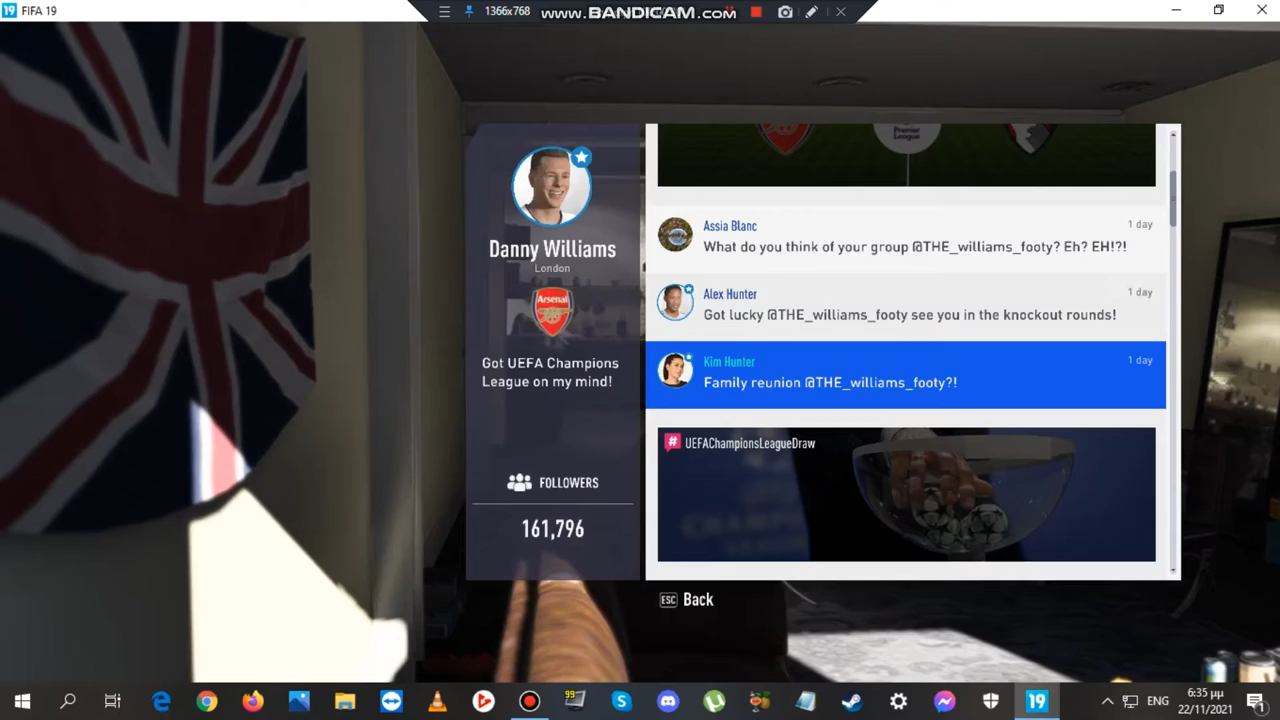 FIFA 19
1366x768
www.BANDICAM.com
Premier
League
Danny Williams
London
Arsenal
Got UEFA Champions
League on my mind!
FOLLOWERS
161,796
Assia Blanc
1 day
What do you think of your group @THE_williams_footy? Eh? EH!?!
Alex Hunter
1 day
Got lucky @THE_williams_footy see you in the knockout rounds!
Kim Hunter
1 day
Family reunion @THE_williams_footy?!
# UEFAChampionsLeagueDraw
ESC Back
99
19
ENG
6:35 μμ
22/11/2021
1